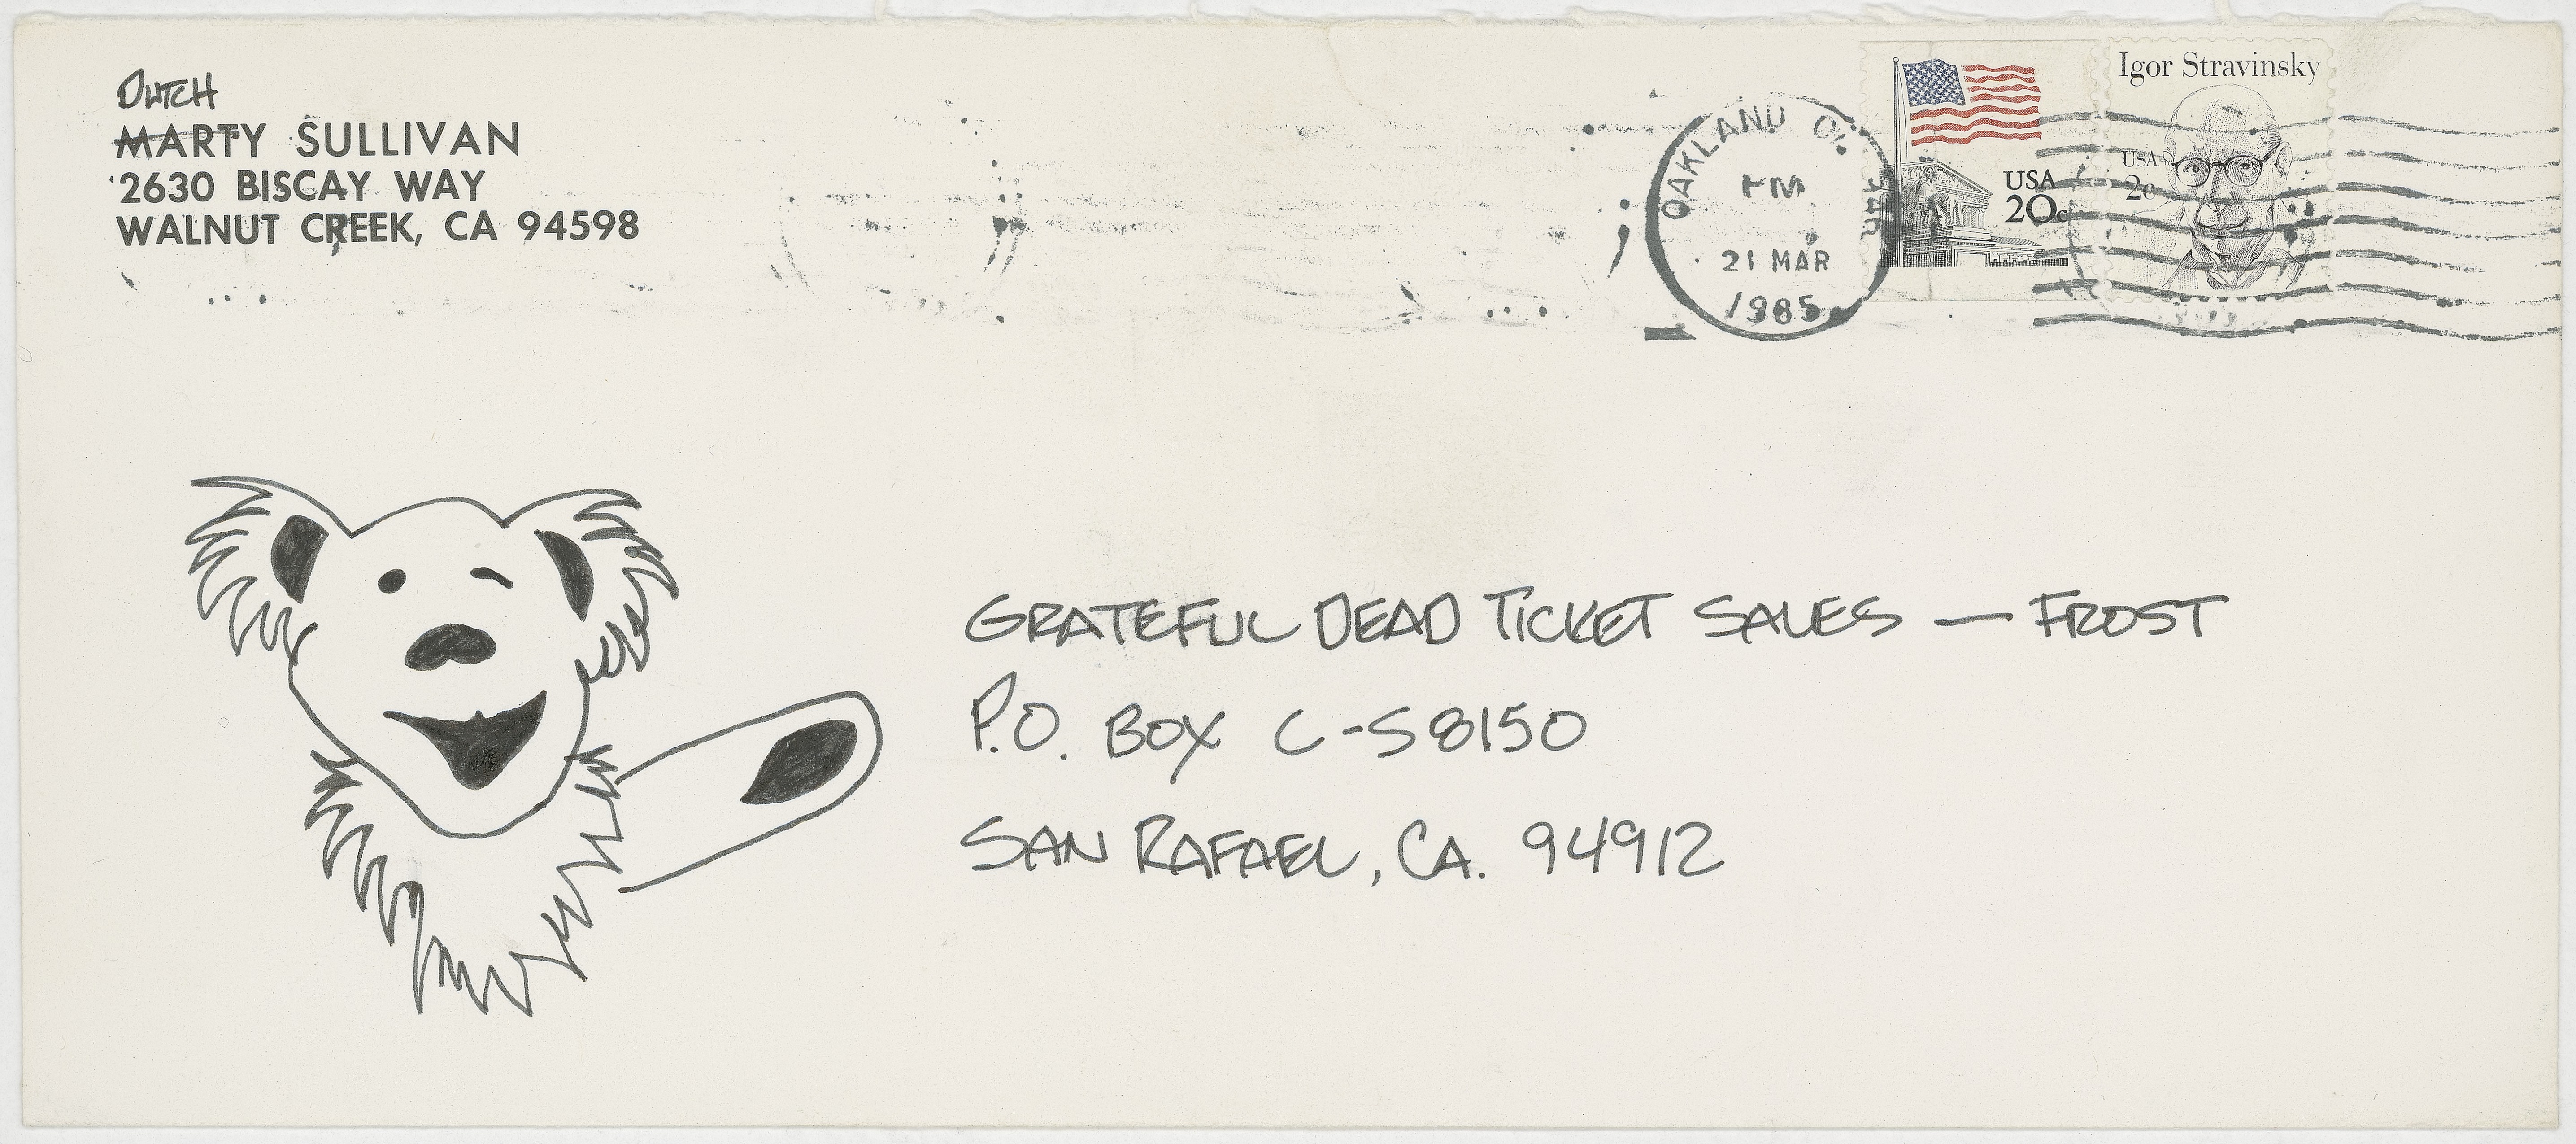 DUTCH
MARTY SULLIVAN
2630 BISCAY WAY
WALNUT CREEK, CA 94598
OAKLAND
PM
21 MAR
1985
USA
20c
Igor Stravinsky
USA
2c
GRATEFUL DEAD TICKET SALES — FROST
P.O. BOX C-58150
SAN RAFAEL, CA. 94912